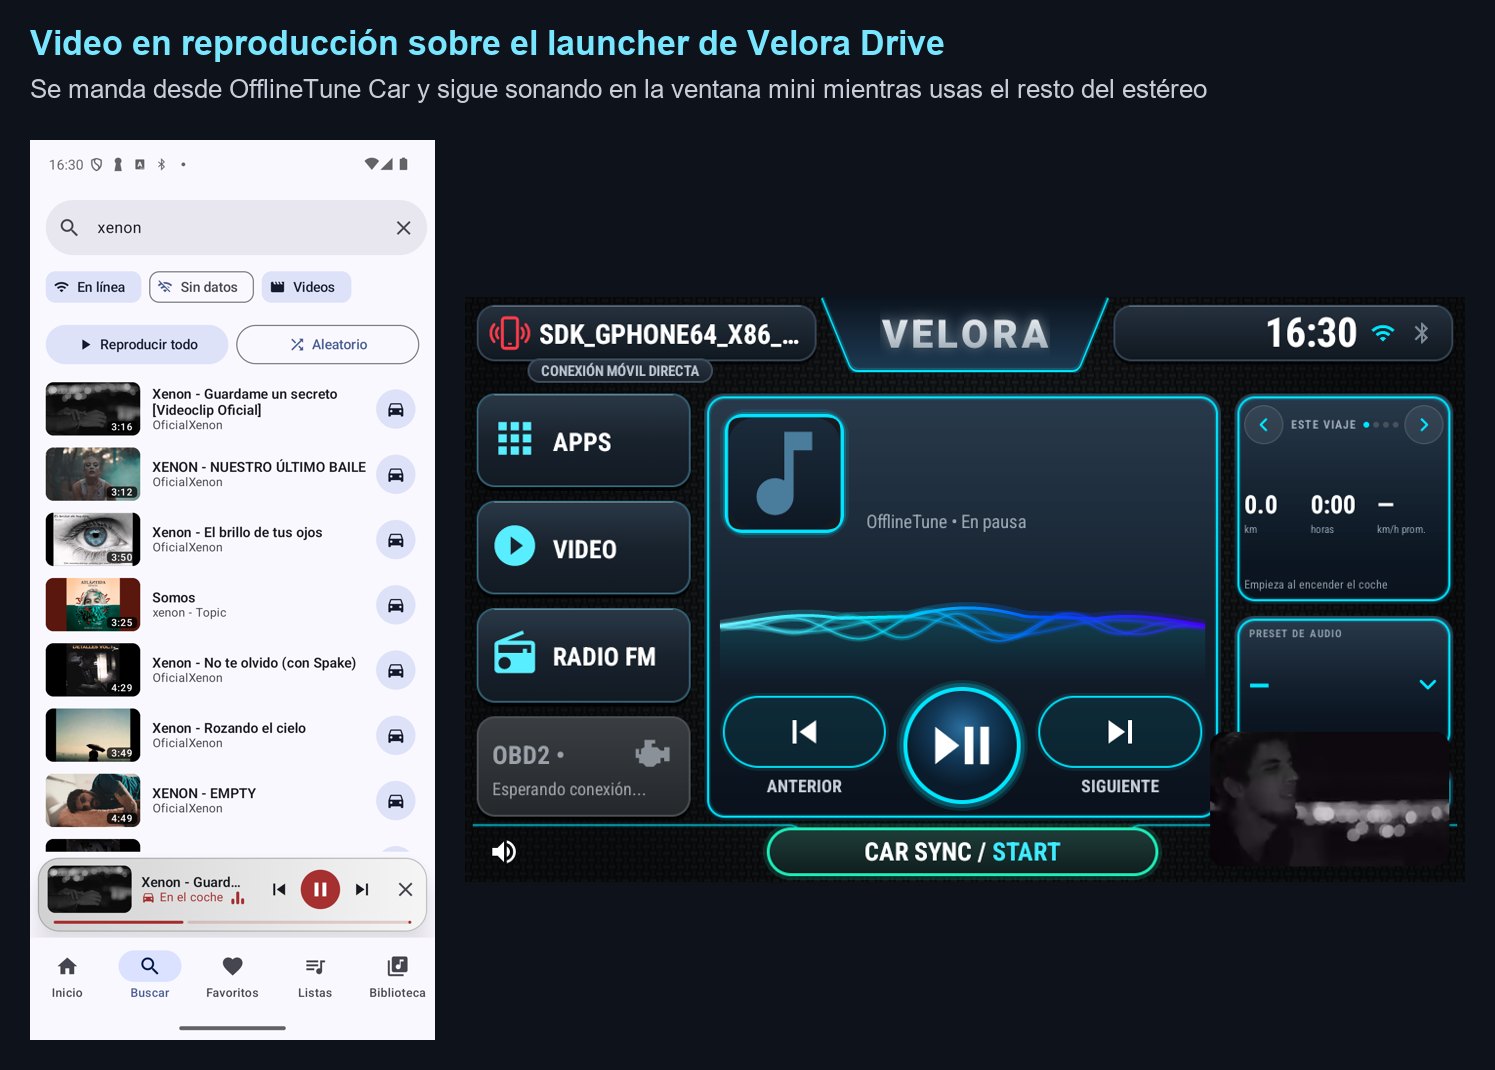 Video en reproducción sobre el launcher de Velora Drive
Se manda desde OfflineTune Car y sigue sonando en la ventana mini mientras usas el resto del estéreo
16:30
xenon
En línea
Sin datos
Videos
Reproducir todo
Aleatorio
Xenon - Guardame un secreto
[Videoclip Oficial]
OficialXenon
3:16
XENON - NUESTRO ÚLTIMO BAILE
OficialXenon
3:12
Xenon - El brillo de tus ojos
OficialXenon
3:50
Somos
xenon - Topic
3:25
Xenon - No te olvido (con Spake)
OficialXenon
4:29
Xenon - Rozando el cielo
OficialXenon
3:49
XENON - EMPTY
OficialXenon
4:49
Xenon - Guard...
En el coche
Inicio
Buscar
Favoritos
Listas
Biblioteca
SDK_GPHONE64_X86_...
CONEXIÓN MÓVIL DIRECTA
VELORA
16:30
APPS
VIDEO
RADIO FM
OBD2 •
Esperando conexión...
OfflineTune • En pausa
ANTERIOR
SIGUIENTE
ESTE VIAJE
0.0
km
0:00
horas
–
km/h prom.
Empieza al encender el coche
PRESET DE AUDIO
–
CAR SYNC / START